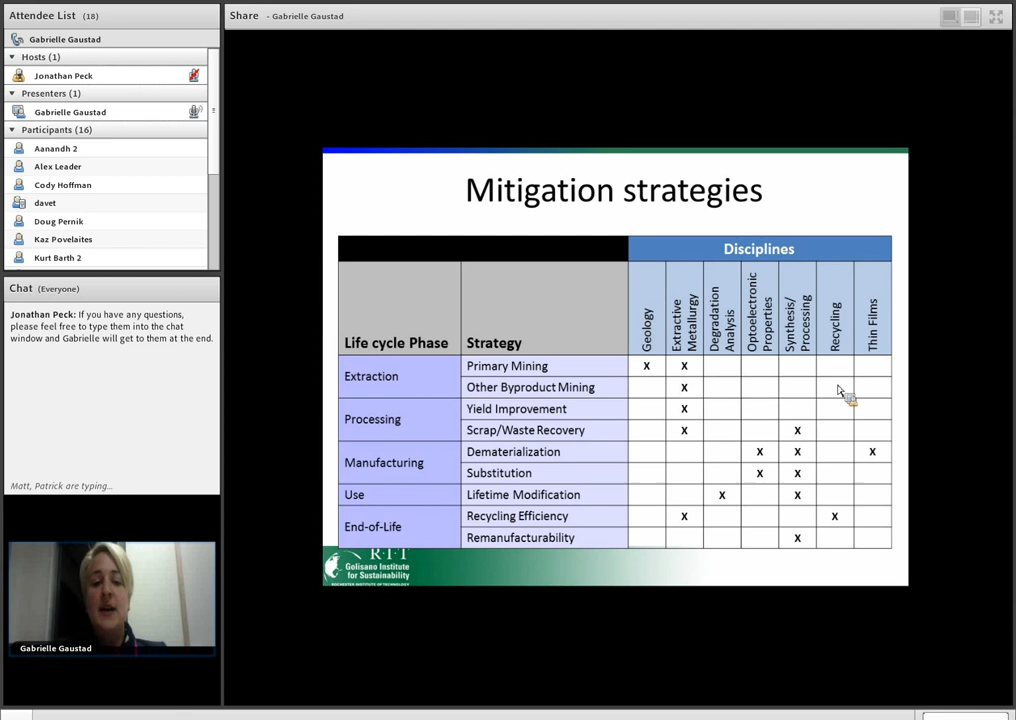 Attendee List (18)
Gabrielle Gaustad
Hosts (1)
Jonathan Peck
Presenters (1)
Gabrielle Gaustad
Participants (16)
Aanandh 2
Alex Leader
Cody Hoffman
davet
Doug Pernik
Kaz Povelaites
Kurt Barth 2
Chat (Everyone)
Jonathan Peck: If you have any questions,
please feel free to type them into the chat
window and Gabrielle will get to them at the end.
Matt, Patrick are typing...
Gabrielle Gaustad
Share - Gabrielle Gaustad
Mitigation strategies
Disciplines
Life cycle Phase Strategy Geology Extractive Metallurgy Degradation Analysis Optoelectronic Properties Synthesis/ Processing Recycling Thin Films
Extraction
Primary Mining X X
Other Byproduct Mining X
Processing
Yield Improvement X
Scrap/Waste Recovery X X
Manufacturing
Dematerialization X X X
Substitution X X
Use Lifetime Modification X X
End-of-Life
Recycling Efficiency X X
Remanufacturability X
R·I·T
Golisano Institute
for Sustainability
ROCHESTER INSTITUTE OF TECHNOLOGY